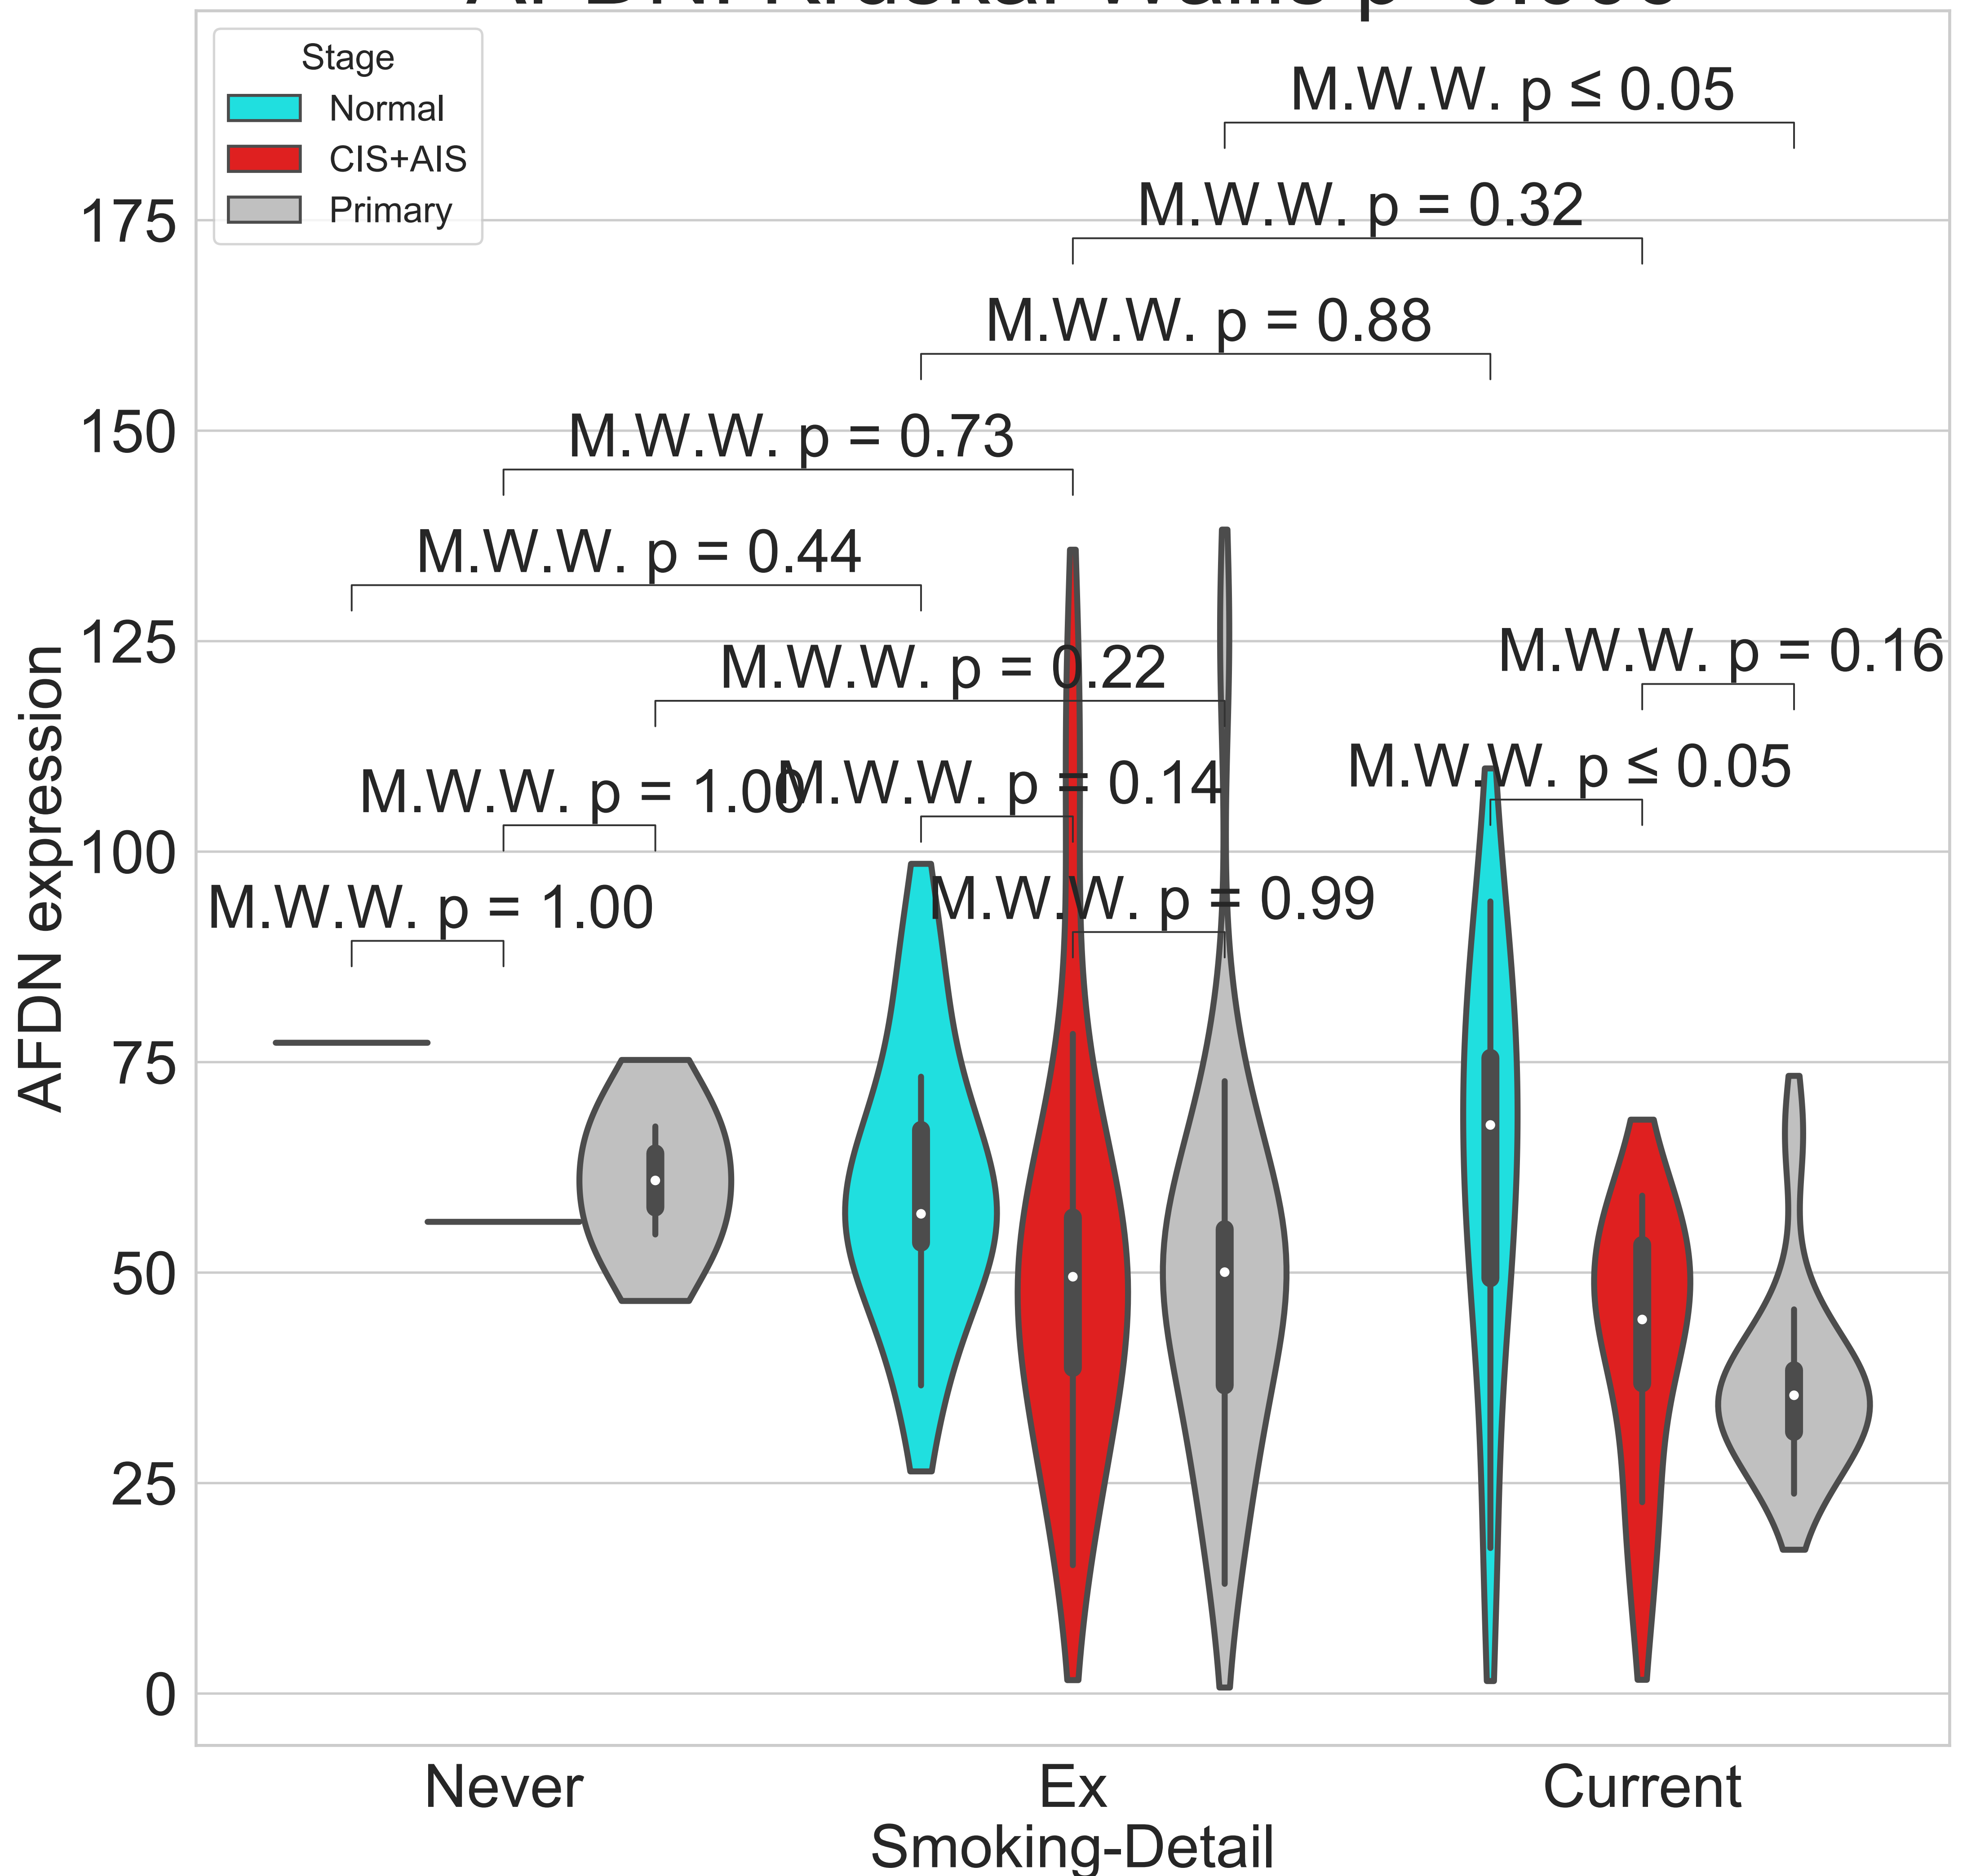 Stage
Normal
CIS+AIS
Primary
M.W.W. p ≤ 0.05
M.W.W. p = 0.32
M.W.W. p = 0.88
M.W.W. p = 0.73
M.W.W. p = 0.44
M.W.W. p = 0.22
M.W.W. p = 0.16
M.W.W. p = 1.00
M.W.W. p = 0.14
M.W.W. p ≤ 0.05
M.W.W. p = 1.00
M.W.W. p = 0.99
175
150
125
100
75
50
25
0
AFDN expression
Never
Ex
Current
Smoking-Detail